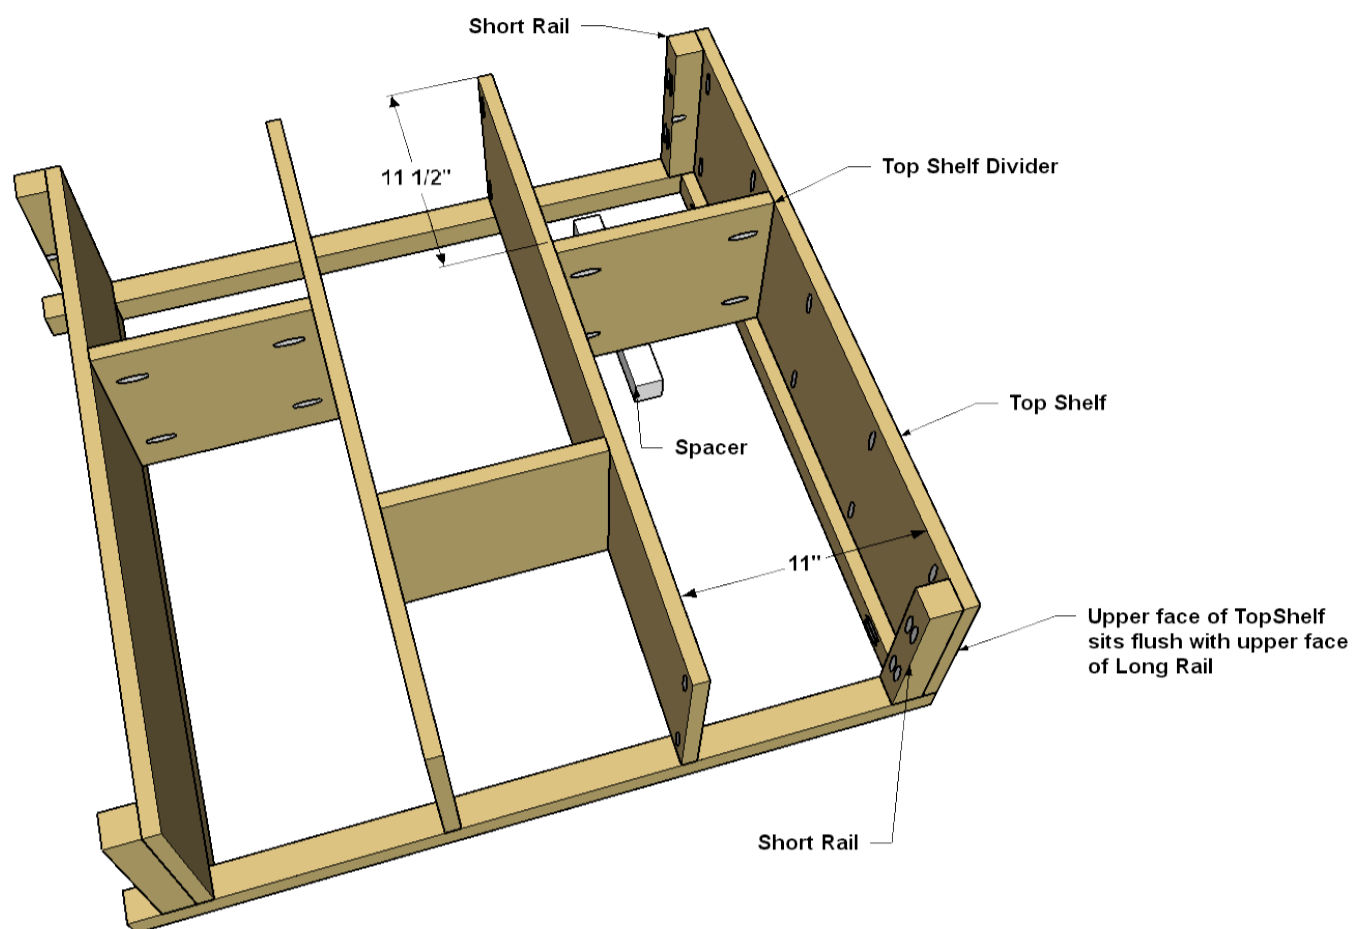 Short Rail
11 1/2"
Top Shelf Divider
Top Shelf
Spacer
11"
Upper face of TopShelf
sits flush with upper face
of Long Rail
Short Rail